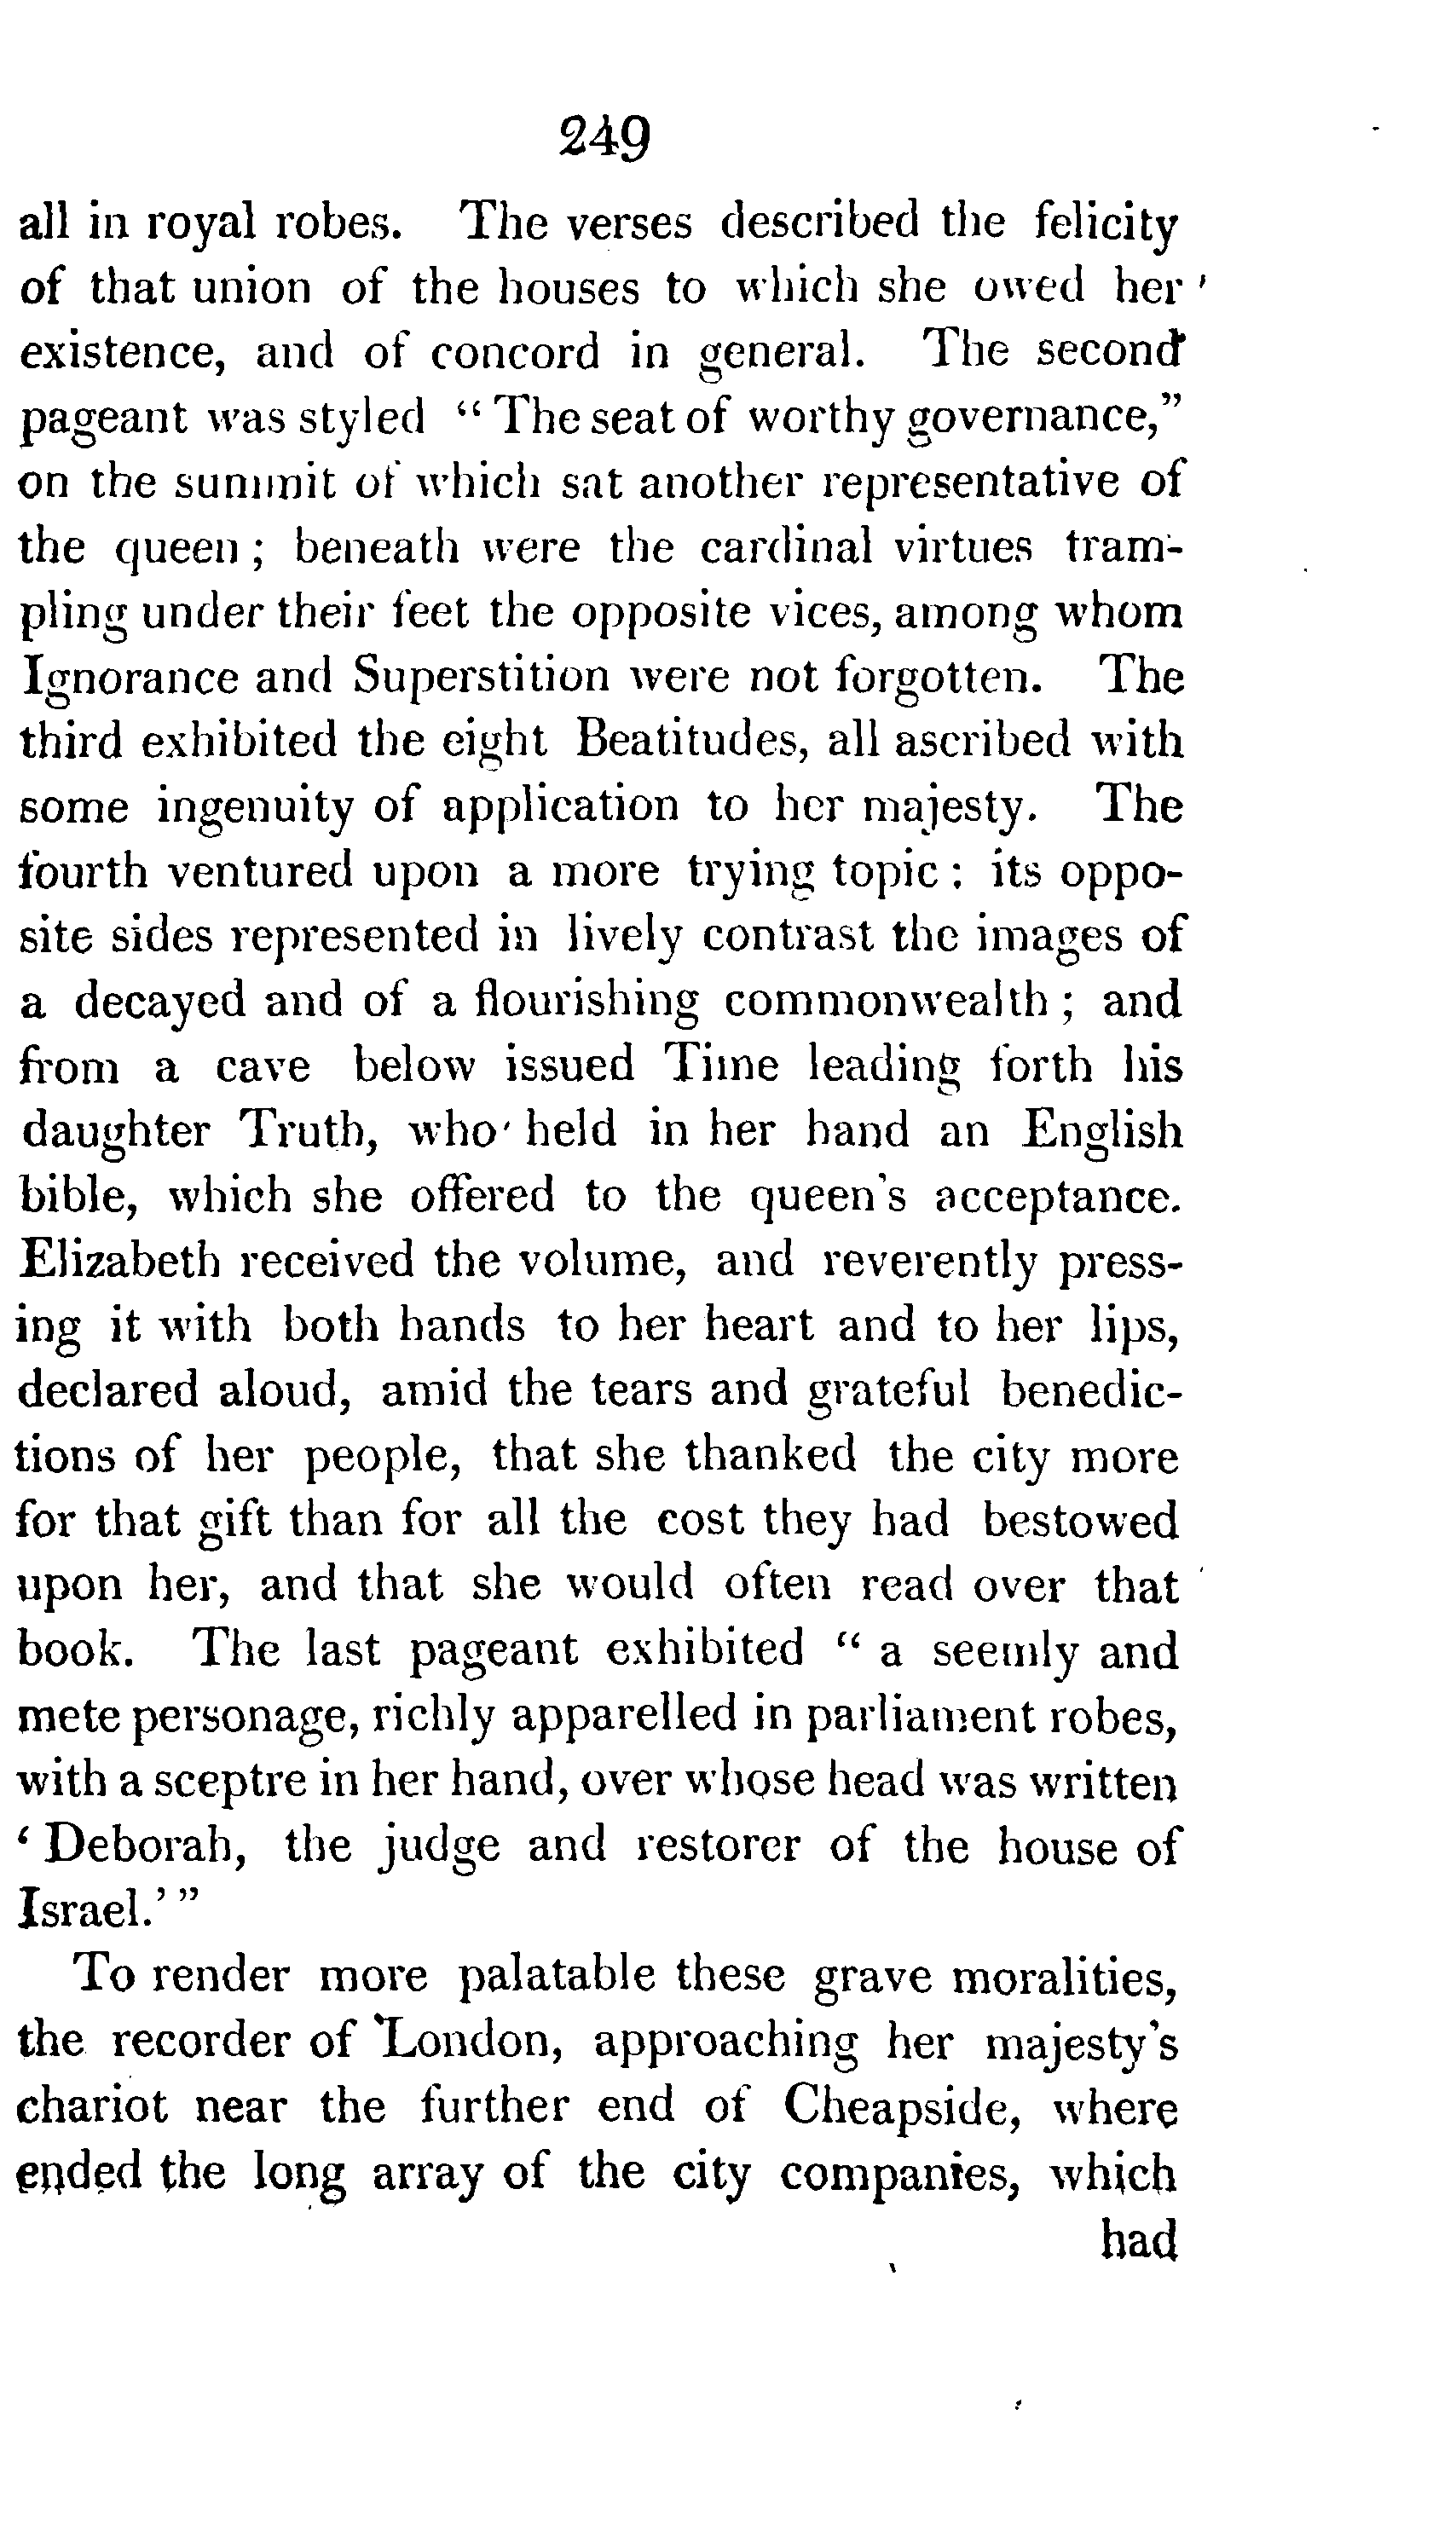 249
all in royal robes. The verses described the felicity
of that union of the houses to which she owed her
existence, and of concord in general. The second
pageant was styled “ The seat of worthy governance,”
on the summit of which sat another representative of
the queen ; beneath were the cardinal virtues tram-
pling under their feet the opposite vices, among whom
Ignorance and Superstition were not forgotten. The
third exhibited the eight Beatitudes, all ascribed with
some ingenuity of application to her majesty. The
fourth ventured upon a more trying topic : its oppo-
site sides represented in lively contrast the images of
a decayed and of a flourishing commonwealth ; and
from a cave below issued Time leading forth his
daughter Truth, who held in her hand an English
bible, which she offered to the queen's acceptance.
Elizabeth received the volume, and reverently press-
ing it with both hands to her heart and to her lips,
declared aloud, amid the tears and grateful benedic-
tions of her people, that she thanked the city more
for that gift than for all the cost they had bestowed
upon her, and that she would often read over that
book. The last pageant exhibited “ a seemly and
mete personage, richly apparelled in parliament robes,
with a sceptre in her hand, over whose head was written
‘ Deborah, the judge and restorer of the house of
Israel.’ ”
To render more palatable these grave moralities,
the recorder of London, approaching her majesty's
chariot near the further end of Cheapside, where
ended the long array of the city companies, which
had